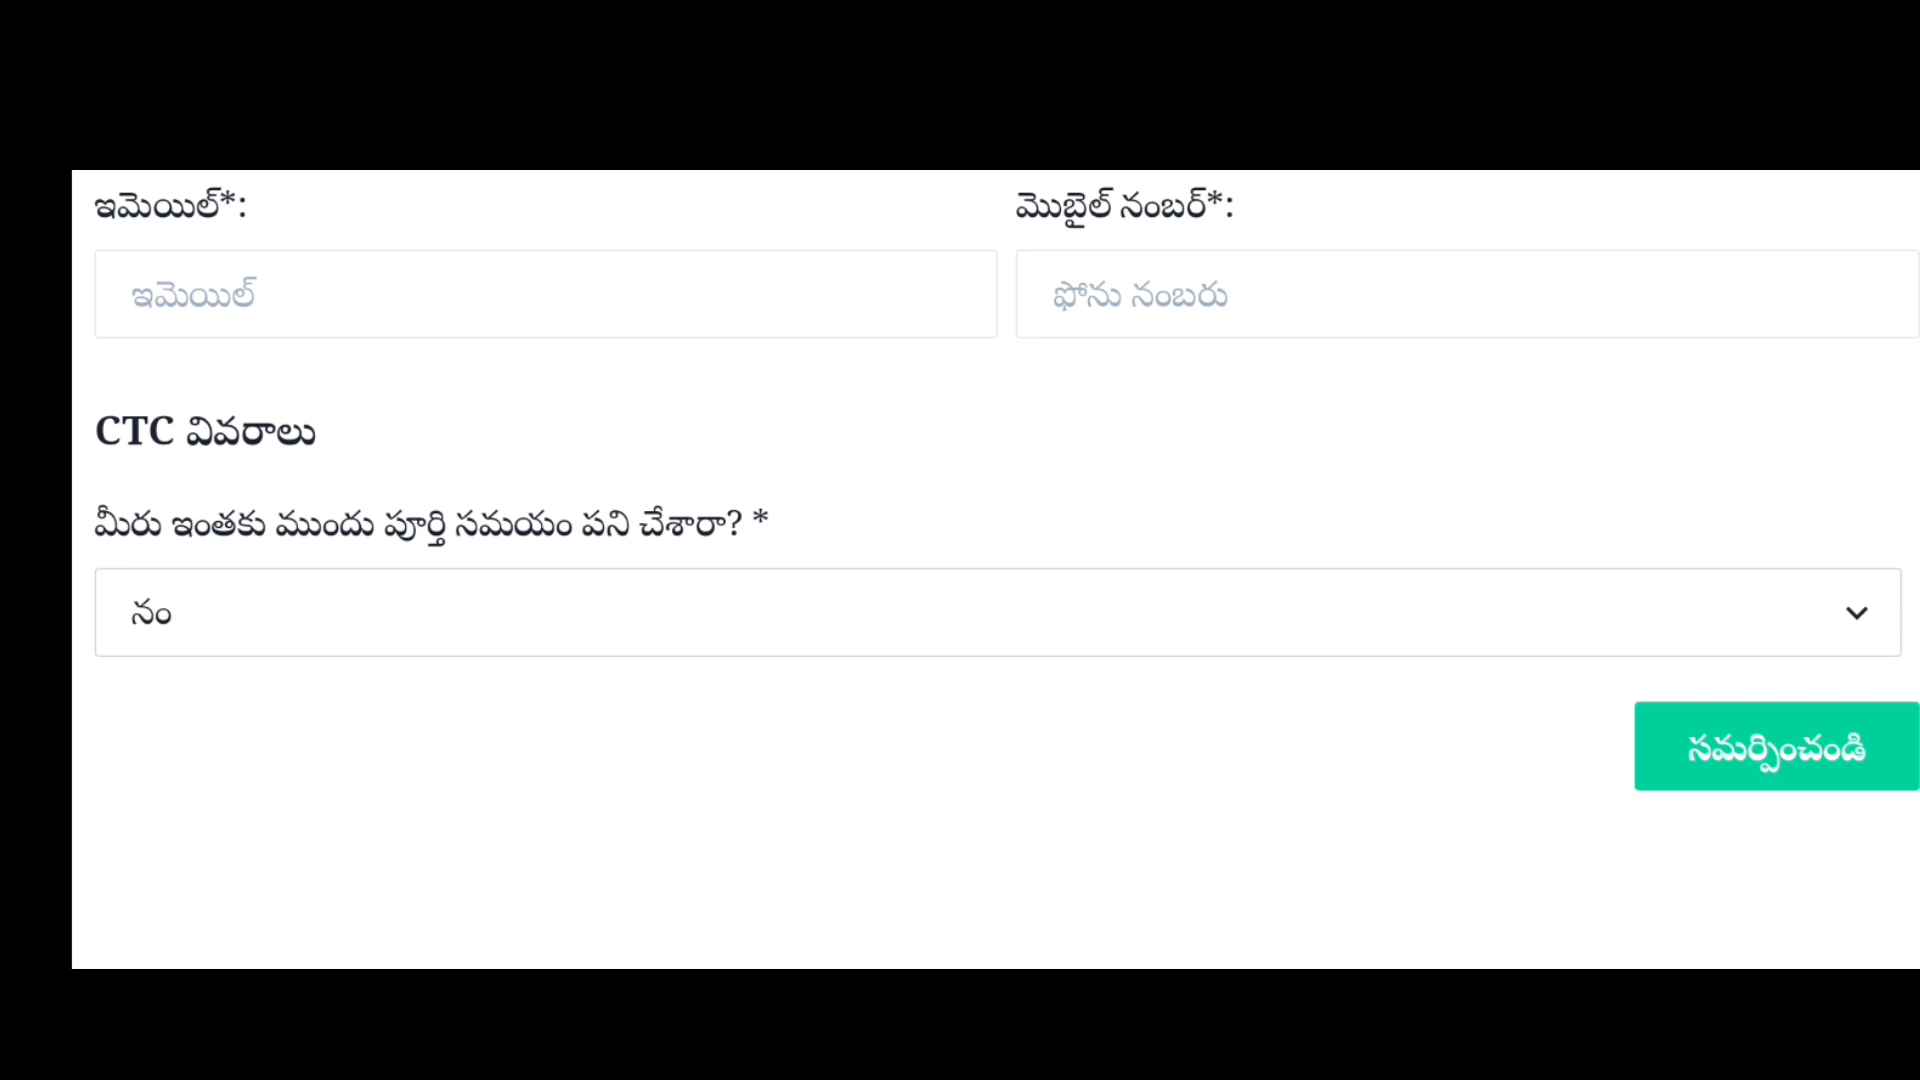 ఇమెయిల్*:
మొబైల్ నంబర్*:
ఇమెయిల్
ఫోను నంబరు
CTC వివరాలు
మీరు ఇంతకు ముందు పూర్తి సమయం పని చేశారా? *
నం
సమర్పించండి